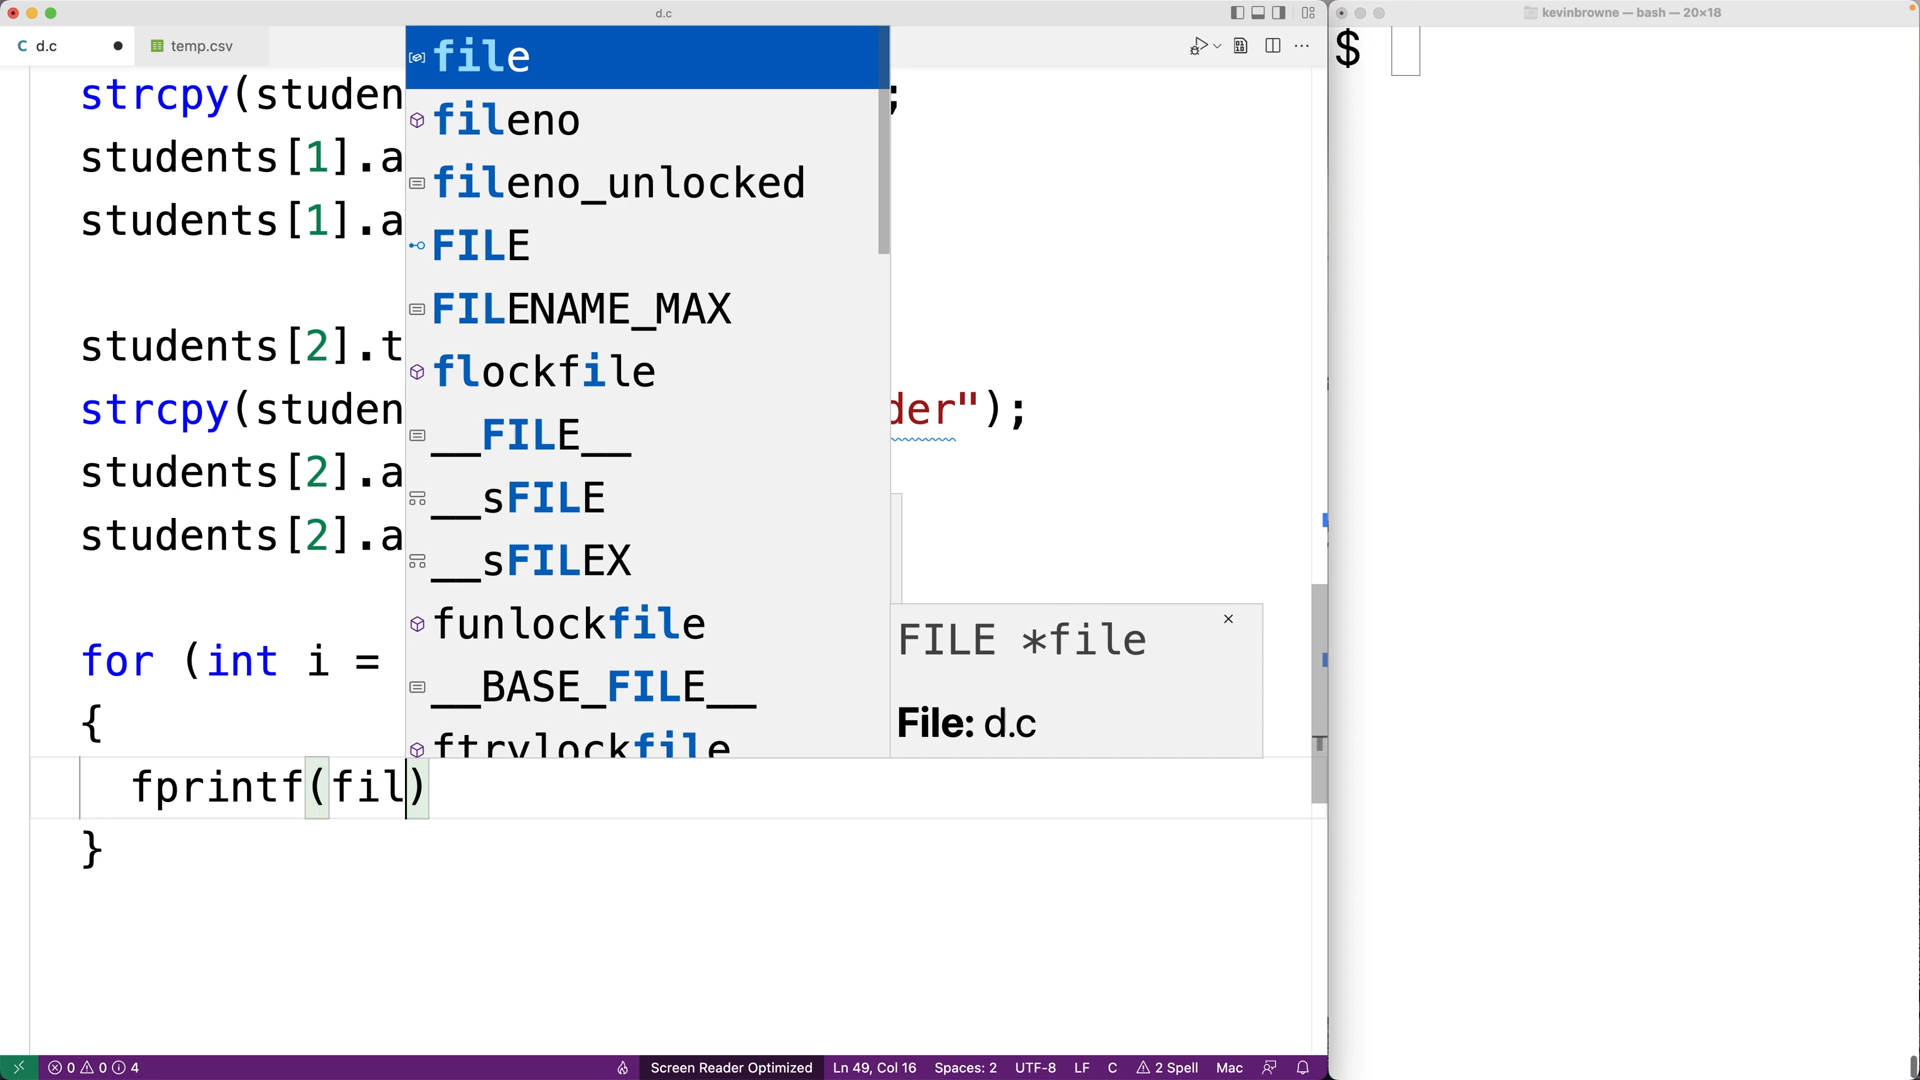 d.c
kevinbrowne — bash — 20×18
C d.c
temp.csv
$
strcpy(studen
;
students[1].a
students[1].a
students[2].t
strcpy(studen
der");
students[2].a
students[2].a
for (int i =
{
fprintf(fil)
}
file
fileno
fileno_unlocked
FILE
FILENAME_MAX
flockfile
__FILE__
__sFILE
__sFILEX
funlockfile
__BASE_FILE__
ftrylockfile
FILE *file
File: d.c
0 0 4
Screen Reader Optimized
Ln 49, Col 16
Spaces: 2
UTF-8
LF
C
2 Spell
Mac